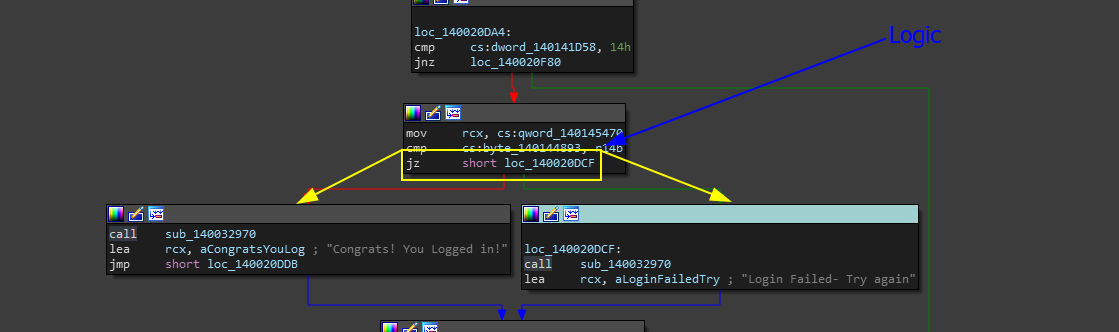 loc_140020DA4:
cmp cs:dword_140141D58, 14h
jnz loc_140020F80
Logic
mov rcx, cs:qword_140145470
cmp cs:byte_140144893, r14b
jz short loc_140020DCF
call sub_140032970
lea rcx, aCongratsYouLog ; "Congrats! You Logged in!"
jmp short loc_140020DDB
loc_140020DCF:
call sub_140032970
lea rcx, aLoginFailedTry ; "Login Failed- Try again"